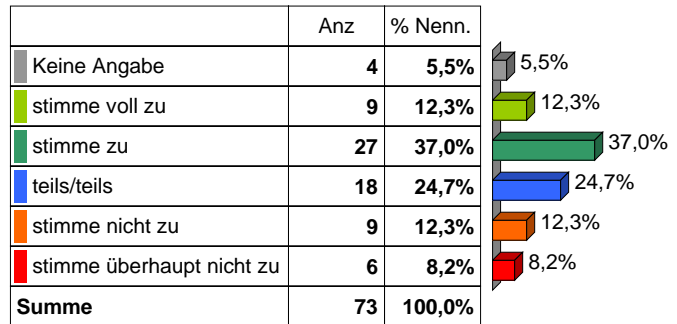 Anz % Nenn.
Keine Angabe 4 5,5% 5,5%
stimme voll zu 9 12,3% 12,3%
stimme zu 27 37,0% 37,0%
teils/teils 18 24,7% 24,7%
stimme nicht zu 9 12,3% 12,3%
stimme überhaupt nicht zu 6 8,2% 8,2%
Summe 73 100,0%